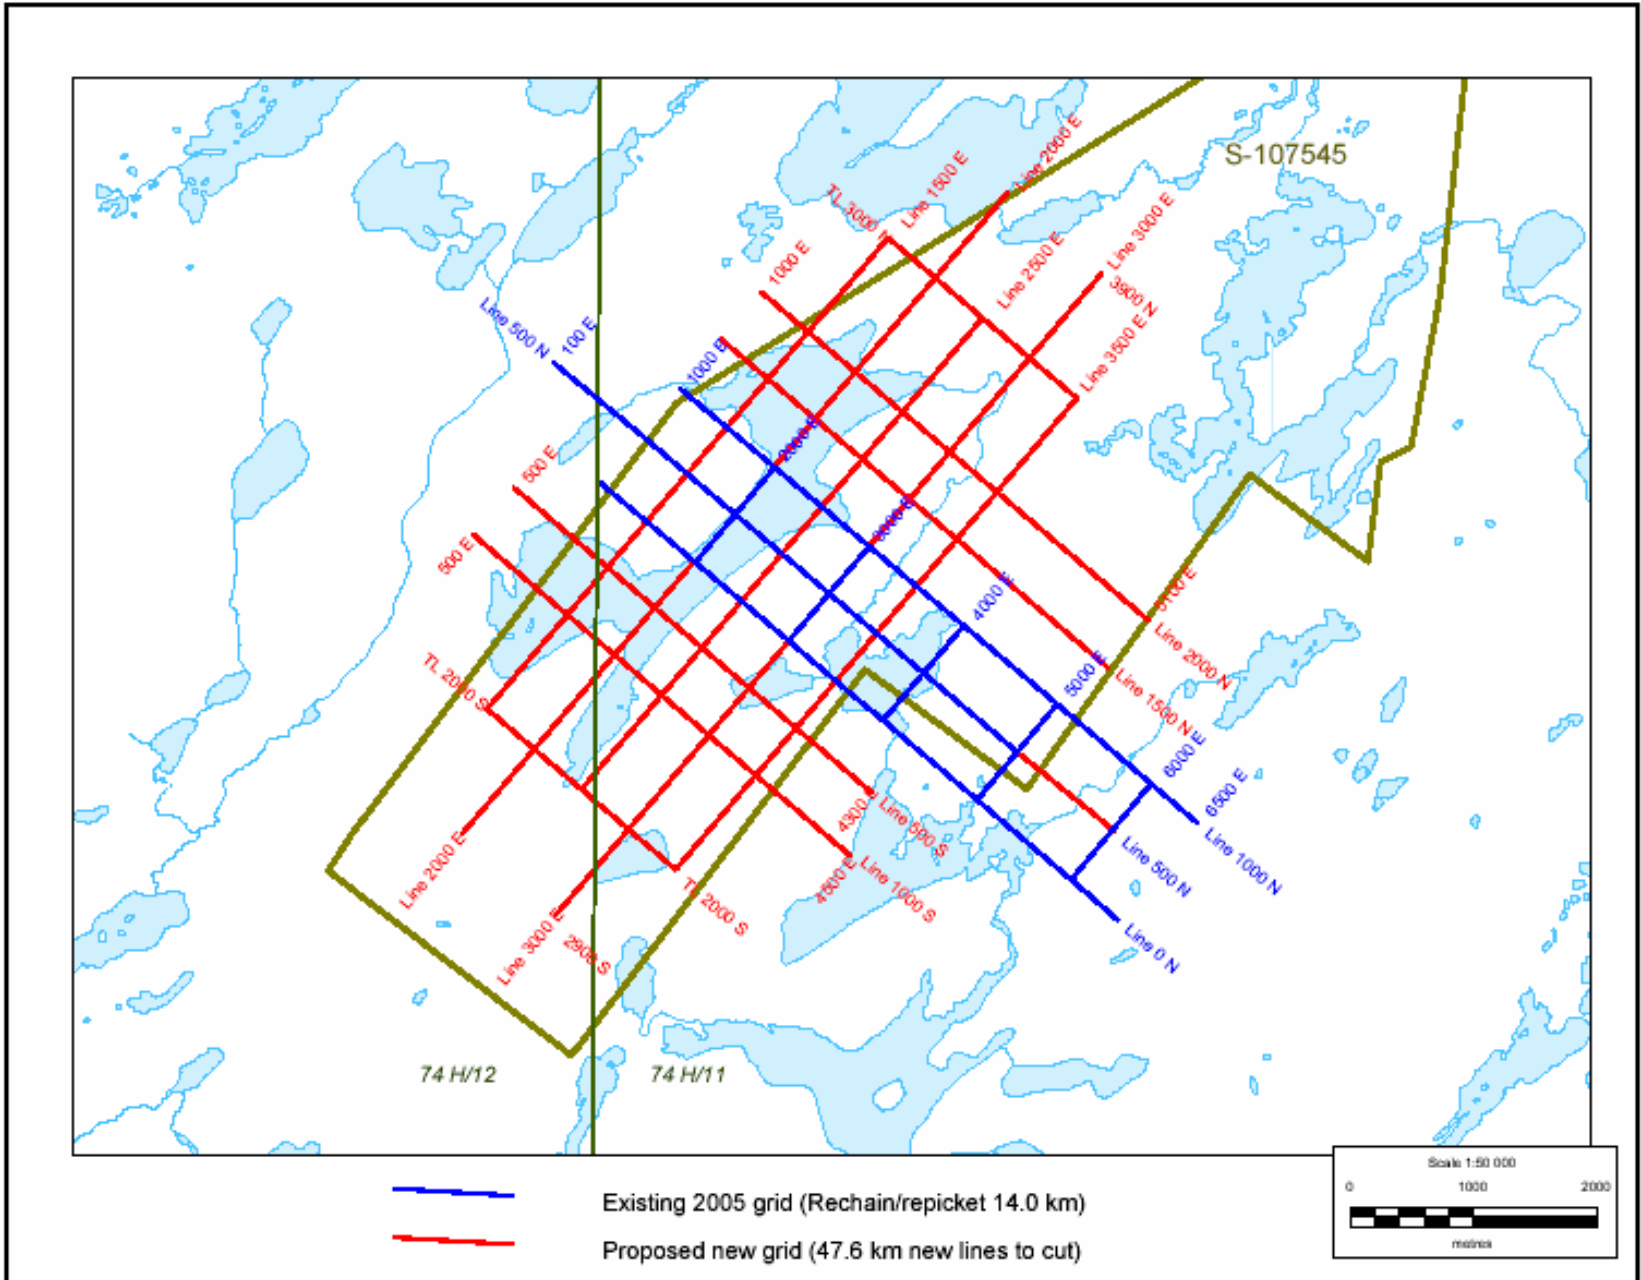 S-107545
Line 2000 E
Line 1500 E
TL 3000
Line 3000 E
1000 E
Line 2500 E
3900 N
Line 500 N
100 E
Line 3500 E
1000 E
2000 E
500 E
3000 E
500 E
4000 E
5100 E
Line 2000 N
TL 2000 S
5000 E
Line 1500 N
6000 E
6500 E
4300
Line 500 S
Line 500 N
Line 1000 N
Line 2000 E
4500 E
Line 1000 S
TL 2000 S
Line 3000 E
2900 S
Line 0 N
74 H/12
74 H/11
Scale 1:50 000
0 1000 2000
metres
Existing 2005 grid (Rechain/repicket 14.0 km)
Proposed new grid (47.6 km new lines to cut)